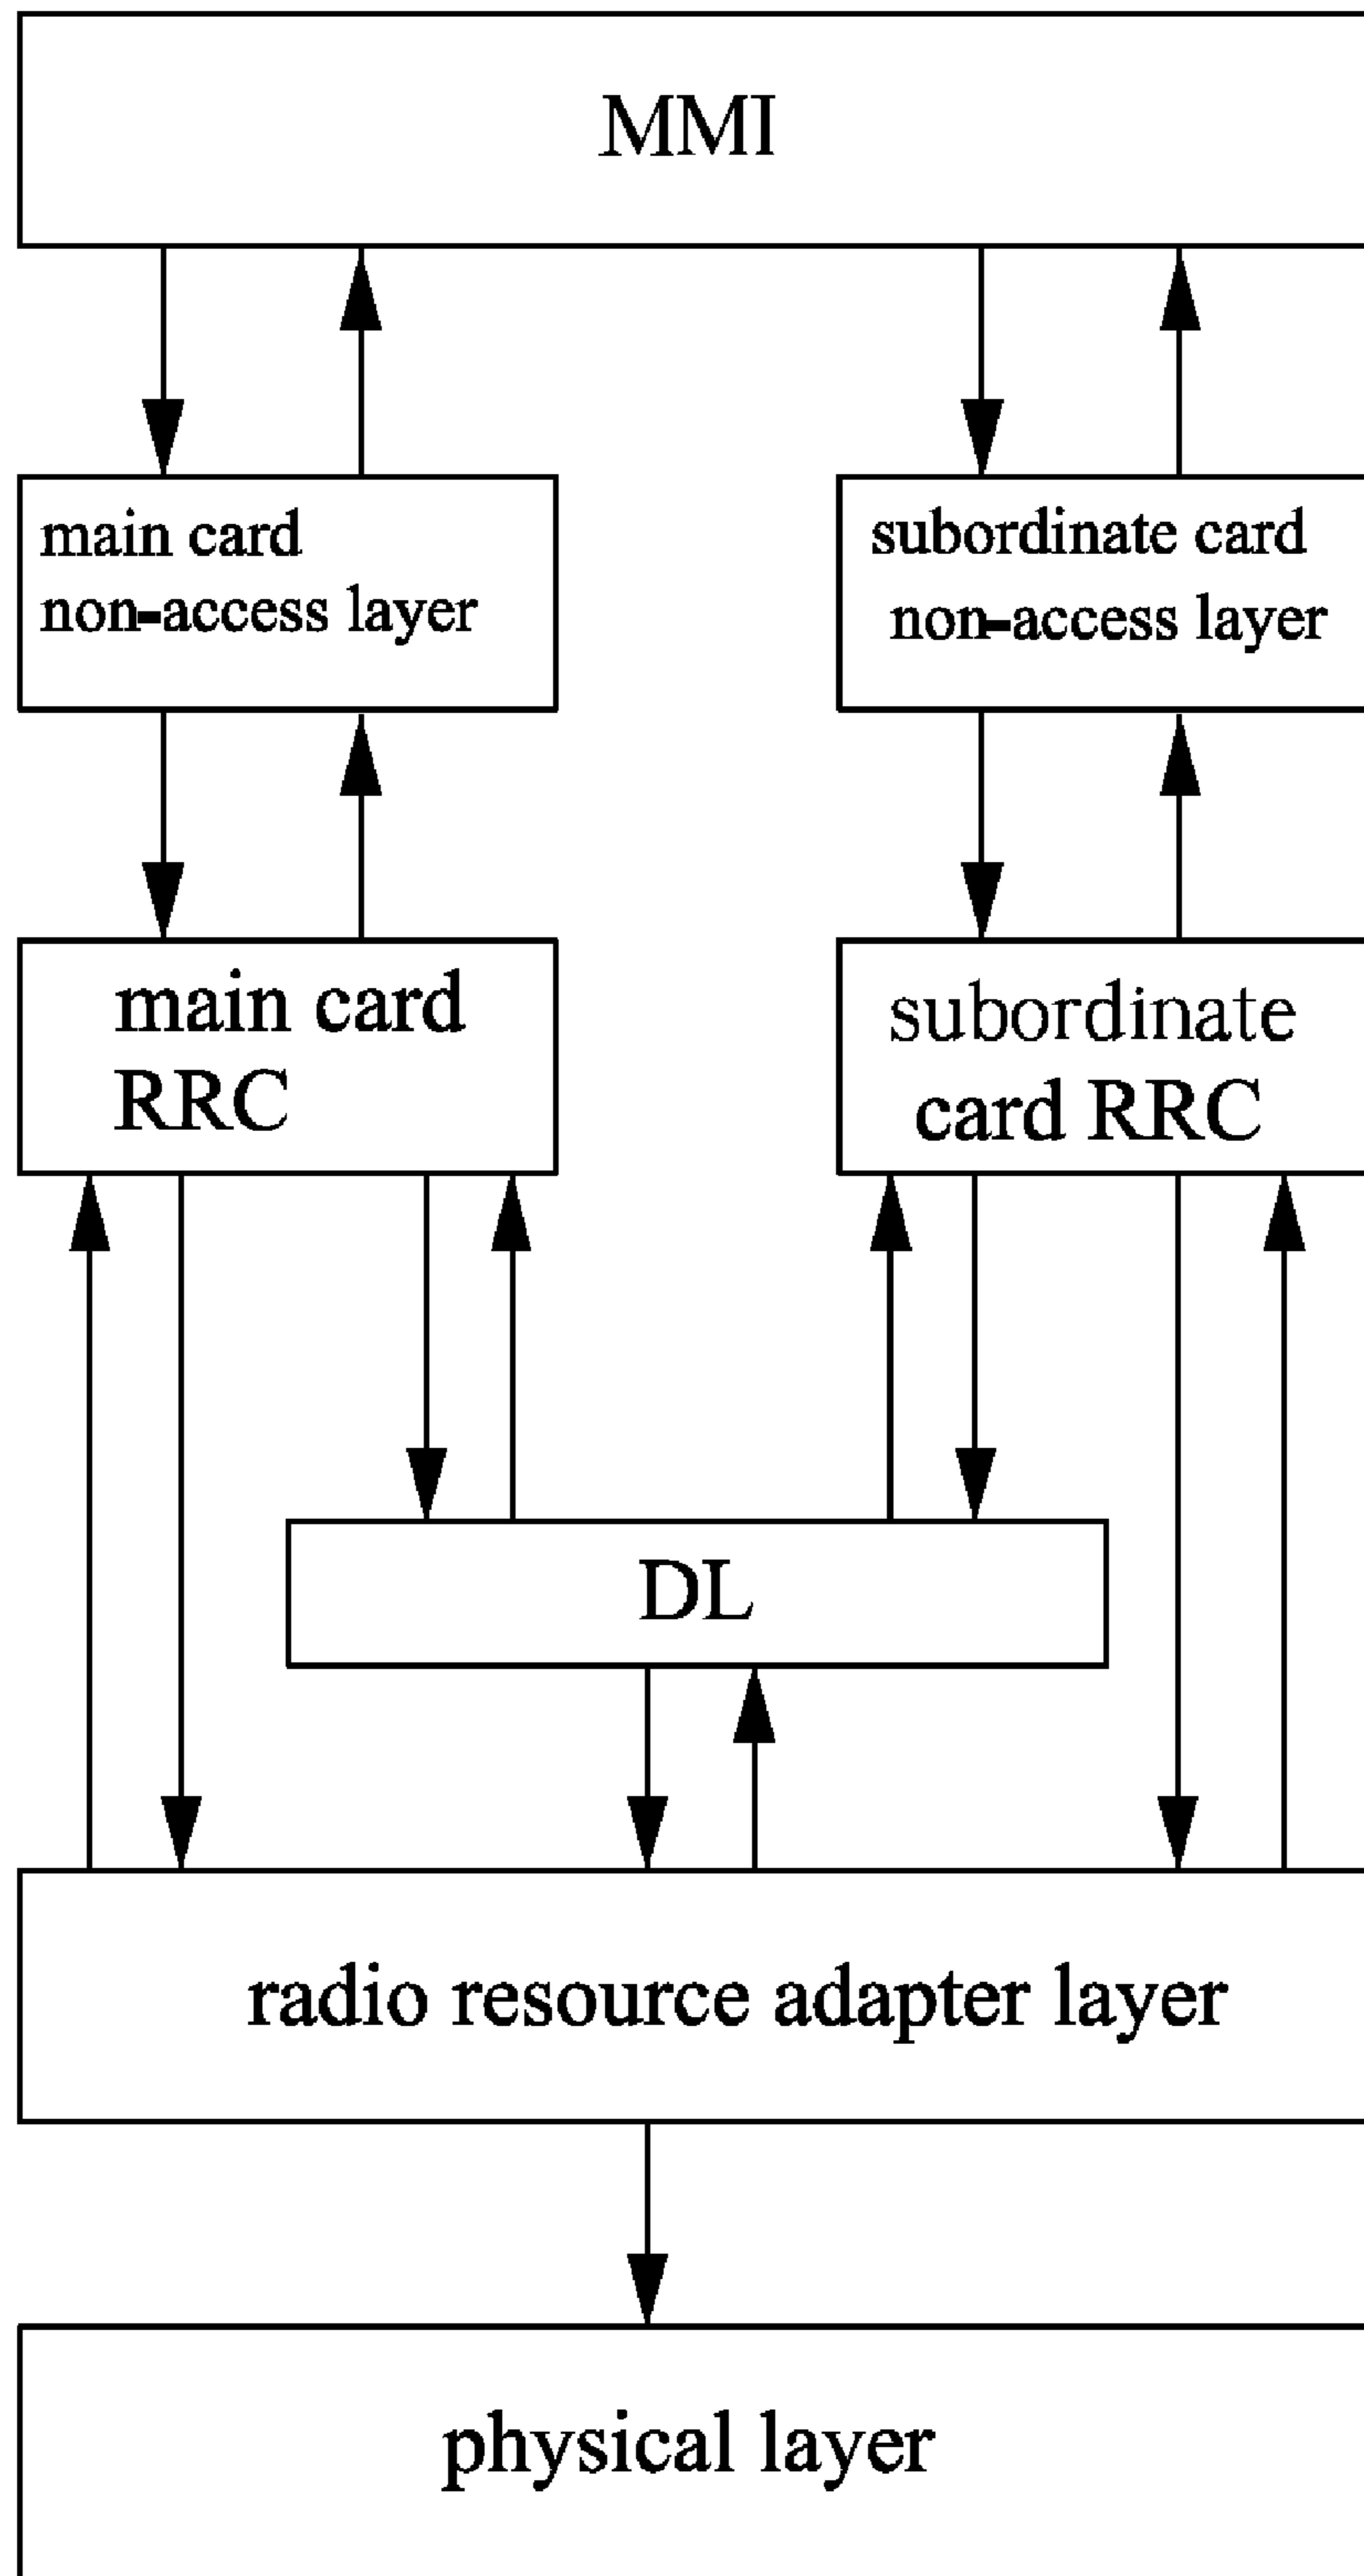 MMI
main card
non-access layer
subordinate card
non-access layer
main card
RRC
subordinate
card RRC
DL
radio resource adapter layer
physical layer